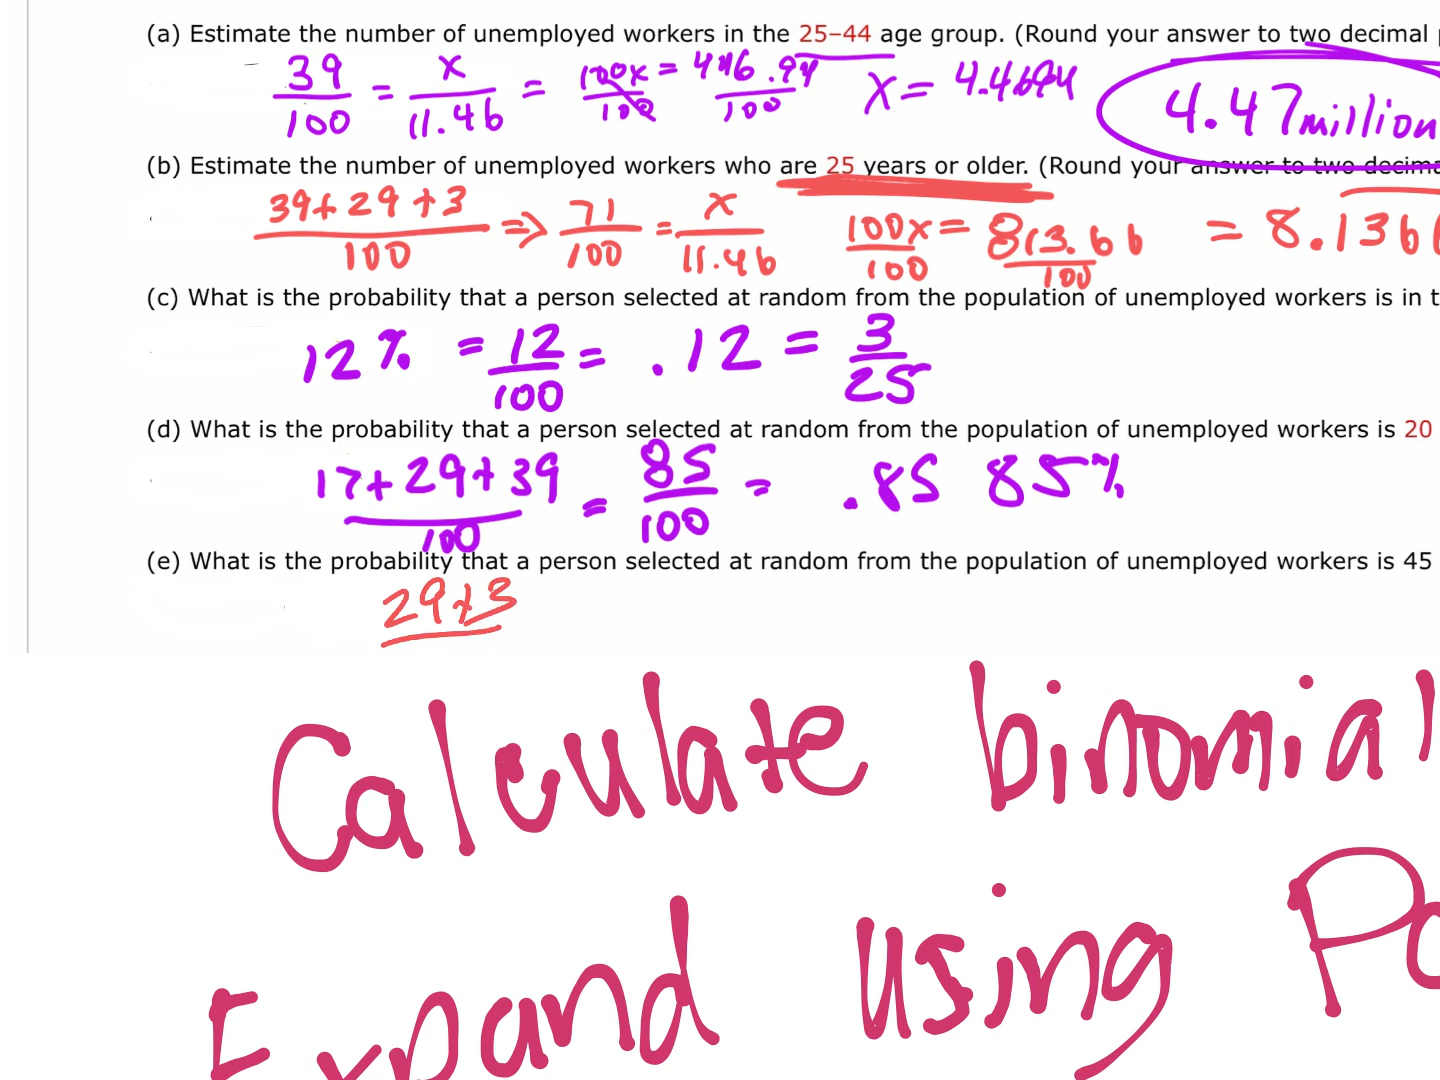 (a) Estimate the number of unemployed workers in the 25–44 age group. (Round your answer to two decimal
39/100 = x/11.46 = 100x/100 = 446.94/100 x = 4.4694 4.47 million
(b) Estimate the number of unemployed workers who are 25 years or older. (Round your answer to two decima
39+29+3/100 => 71/100 = x/11.46 100x/100 = 813.66/100 = 8.136
(c) What is the probability that a person selected at random from the population of unemployed workers is in t
12% = 12/100 = .12 = 3/25
(d) What is the probability that a person selected at random from the population of unemployed workers is 20
17+29+39/100 = 85/100 = .85 85%
(e) What is the probability that a person selected at random from the population of unemployed workers is 45
29+3
Calculate binomial
Expand using